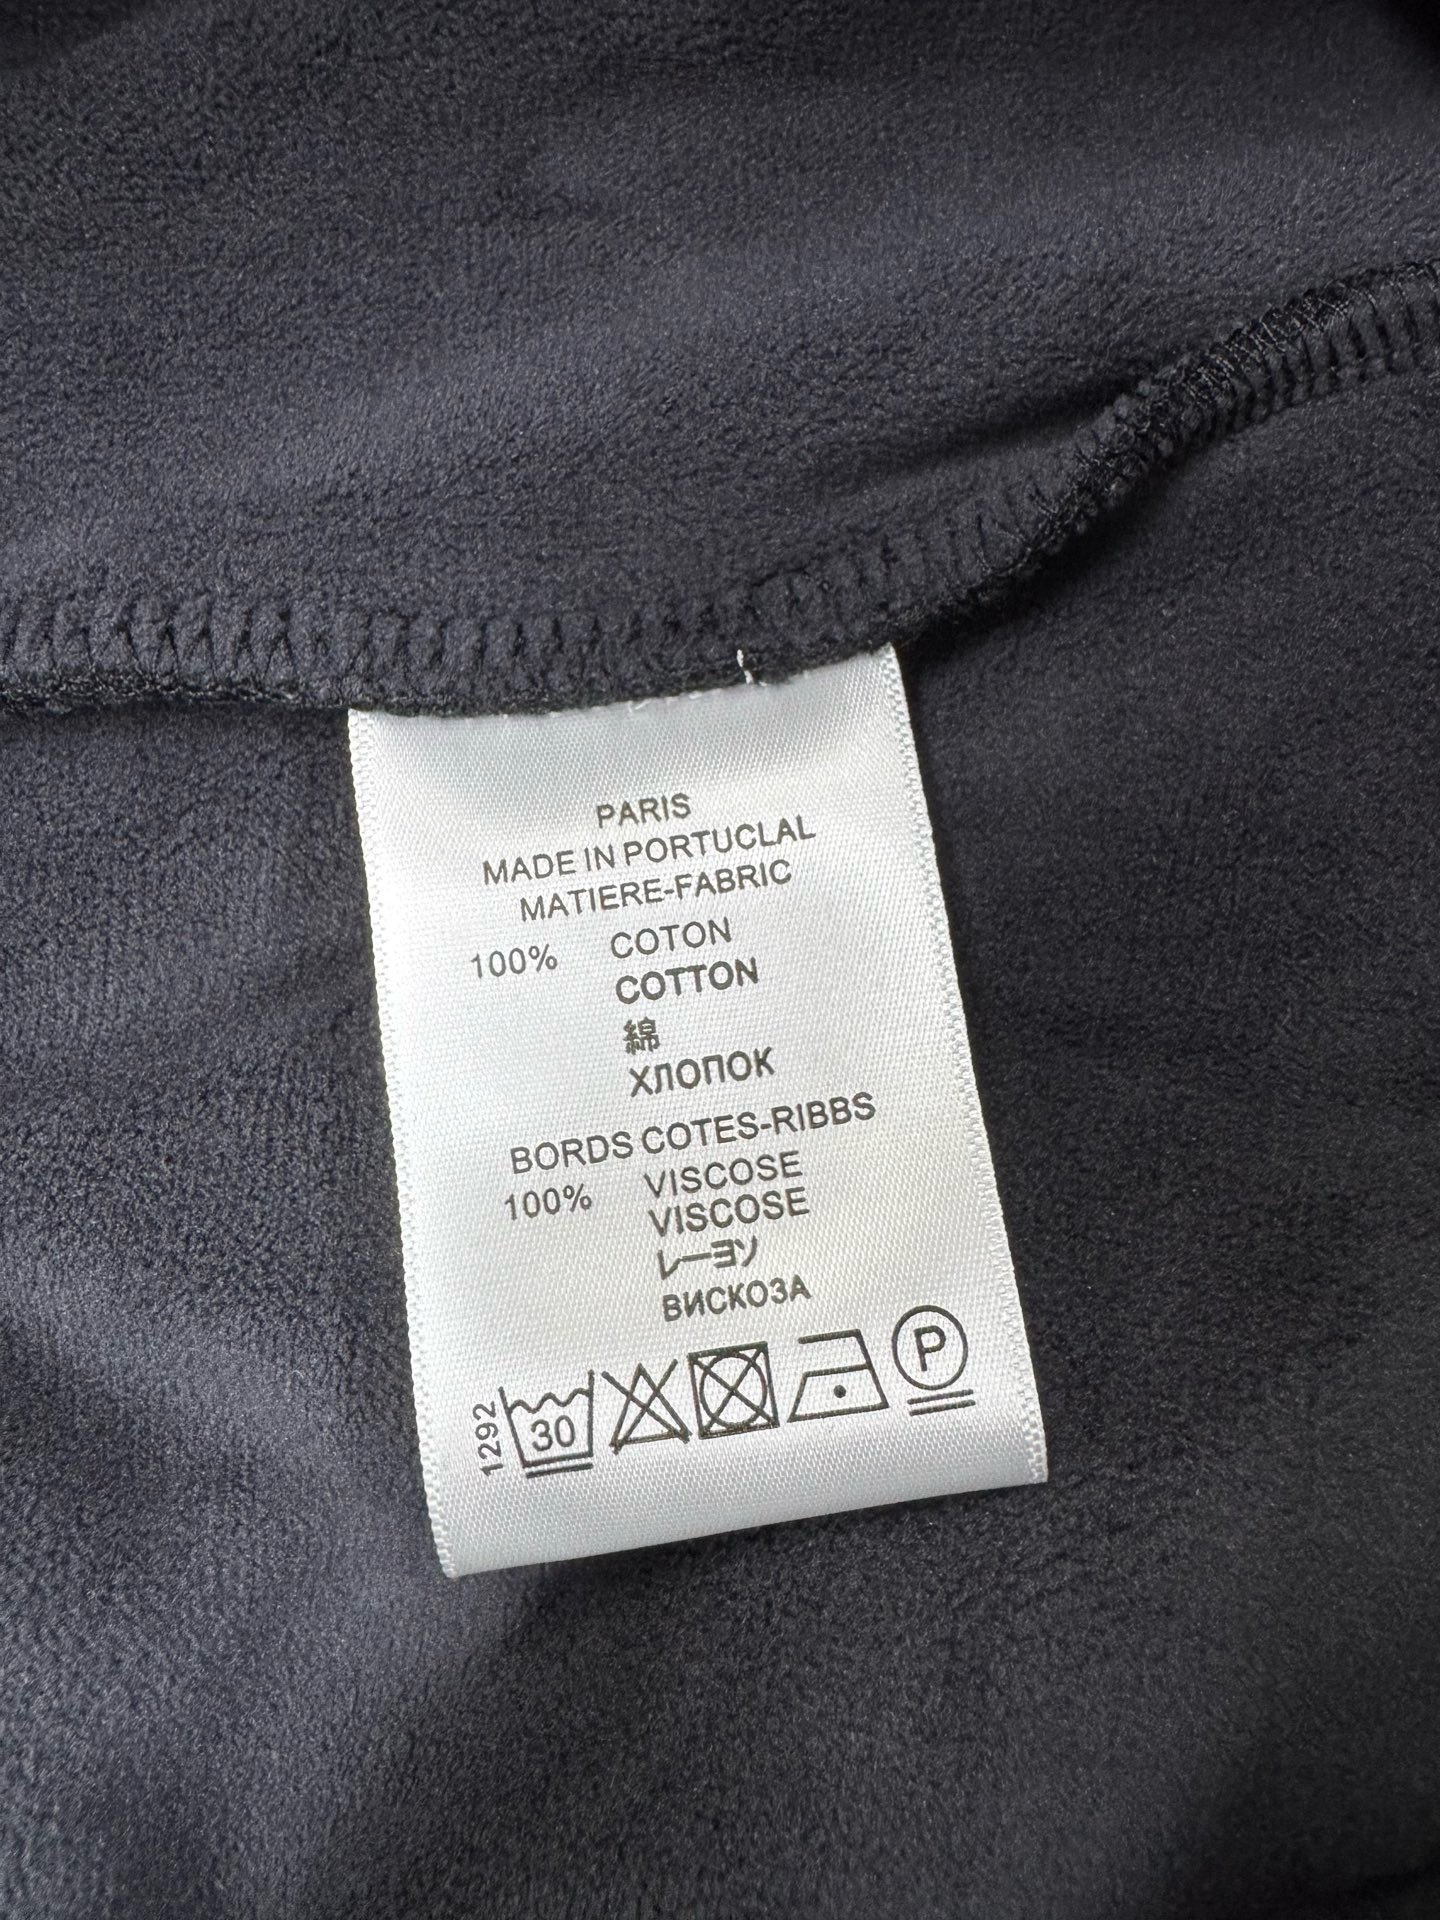 PARIS
MADE IN PORTUCLAL
MATIERE-FABRIC
100% COTON
COTTON
綿
ХЛОПОК
BORDS COTES-RIBBS
100% VISCOSE
VISCOSE
レーヨソ
ВИСКОЗА
1292
30
P